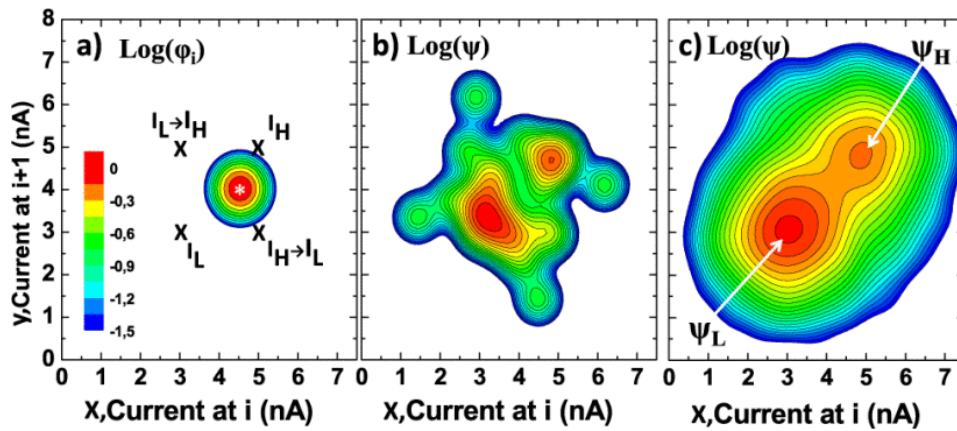 a) Log(φi)
b) Log(ψ)
c) Log(ψ)
ψH
IL→IH
IH
IL
IH→IL
ψL
*
X
X
X
X
0
-0,3
-0,6
-0,9
-1,2
-1,5
y,Current at i+1 (nA)
8
7
6
5
4
3
2
1
0
0 1 2 3 4 5 6 7
1 2 3 4 5 6 7
1 2 3 4 5 6 7
X,Current at i (nA)
X,Current at i (nA)
X,Current at i (nA)